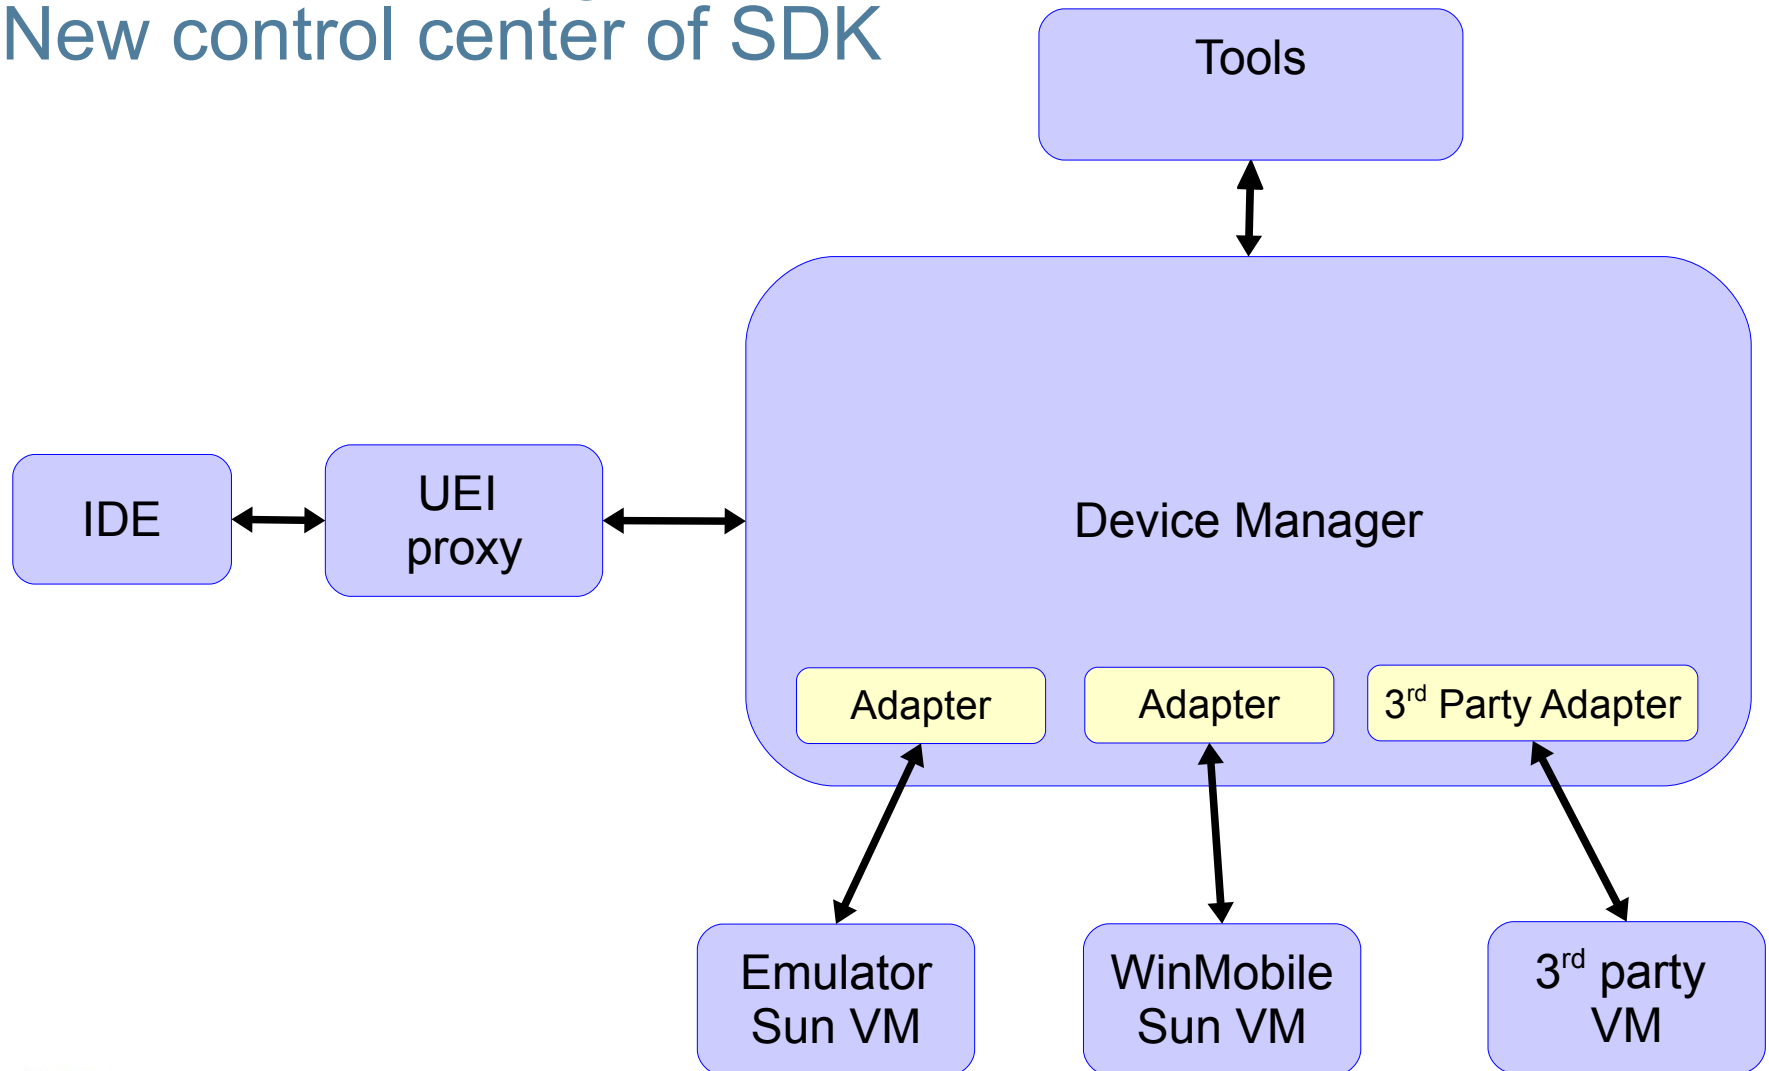 New control center of SDK
Tools
IDE
UEI
proxy
Device Manager
Adapter
Adapter
3rd Party Adapter
Emulator
Sun VM
WinMobile
Sun VM
3rd party
VM